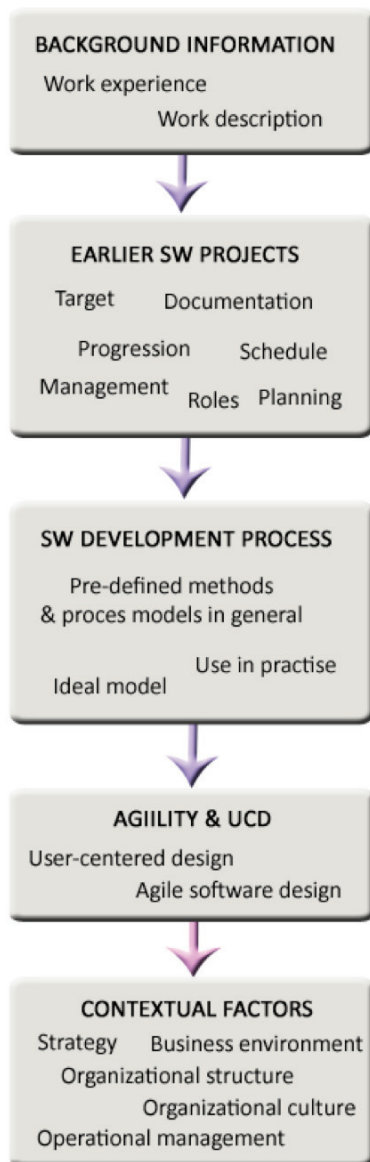 BACKGROUND INFORMATION
Work experience
Work description
EARLIER SW PROJECTS
Target Documentation
Progression Schedule
Management Roles Planning
SW DEVELOPMENT PROCESS
Pre-defined methods
& proces models in general
Use in practise
Ideal model
AGIILITY & UCD
User-centered design
Agile software design
CONTEXTUAL FACTORS
Strategy Business environment
Organizational structure
Organizational culture
Operational management